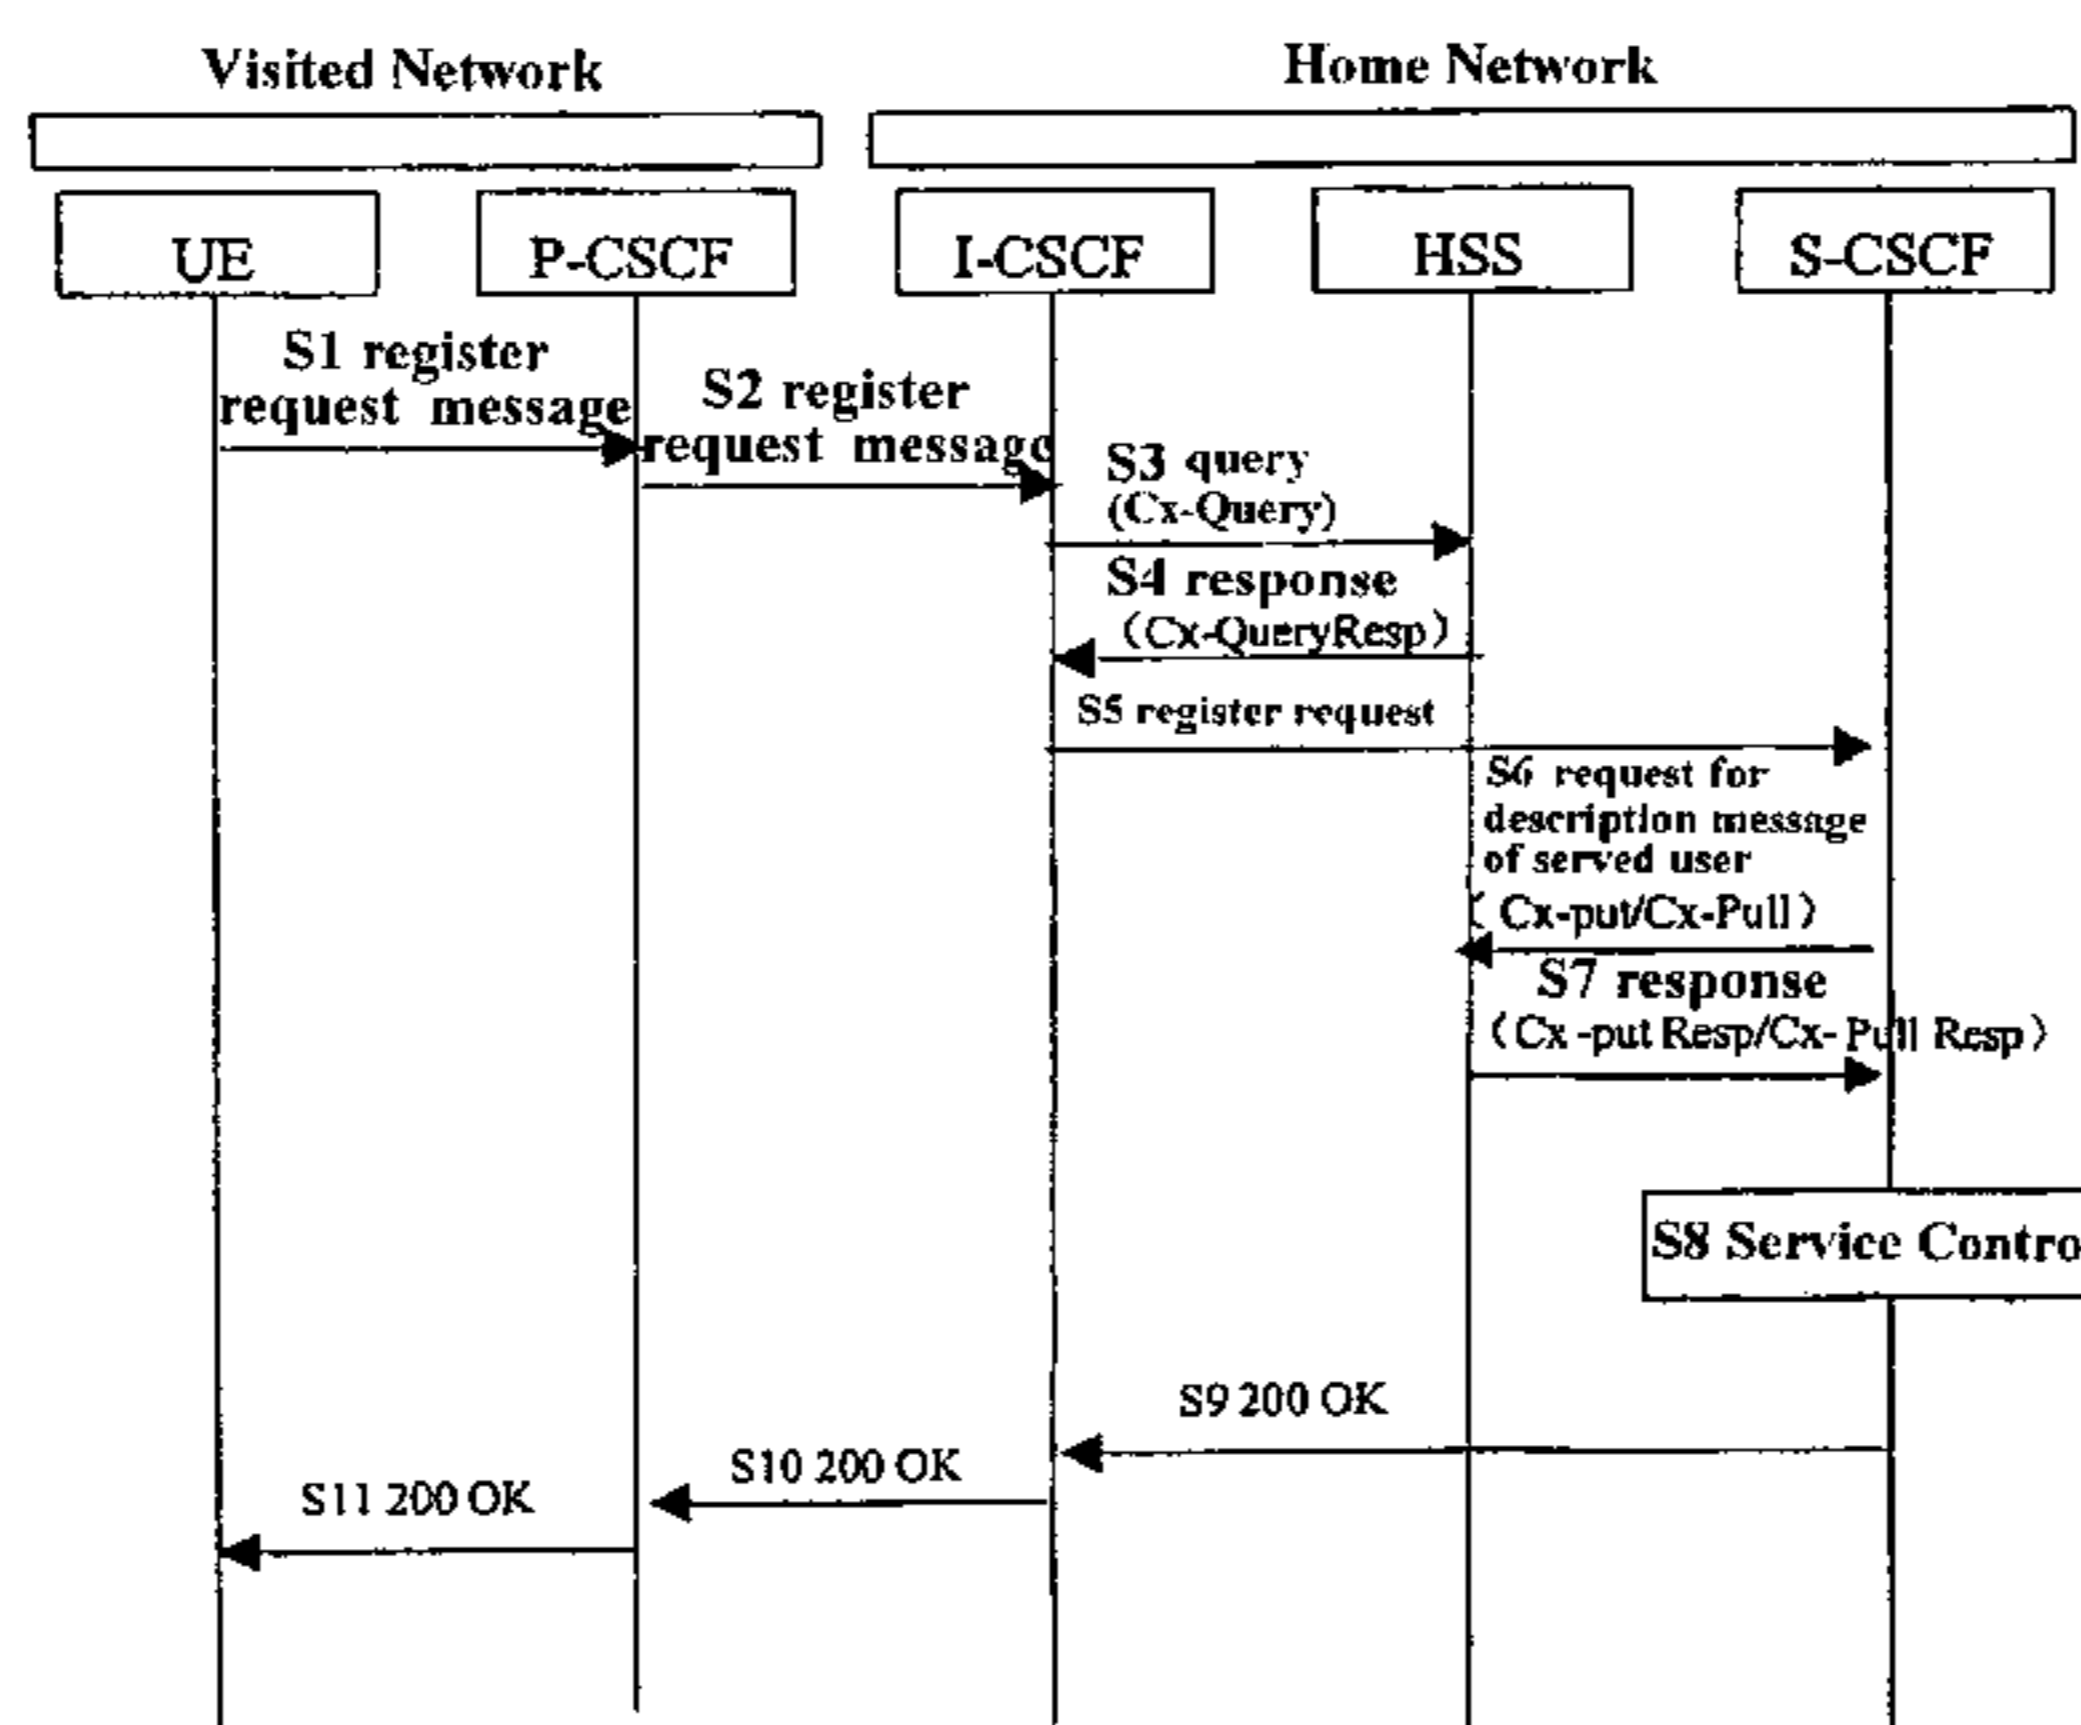 Visited Network
Home Network
UE
P-CSCF
I-CSCF
HSS
S-CSCF
S1 register
request message
S2 register
request message
S3 query
(Cx-Query)
S4 response
(Cx-QueryResp)
S5 register request
S6 request for
description message
of served user
(Cx-put/Cx-Pull)
S7 response
(Cx-put Resp/Cx-Pull Resp)
S8 Service Contro
S9 200 OK
S10 200 OK
S11 200 OK